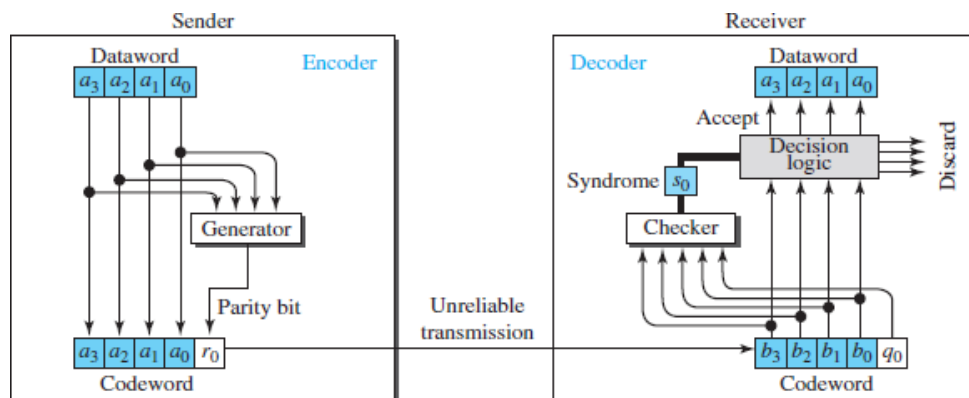 Sender
Receiver
Dataword
Encoder
a3 a2 a1 a0
Generator
Parity bit
a3 a2 a1 a0 r0
Codeword
Unreliable
transmission
Decoder
Dataword
a3 a2 a1 a0
Accept
Decision
logic
Discard
Syndrome
s0
Checker
b3 b2 b1 b0 q0
Codeword